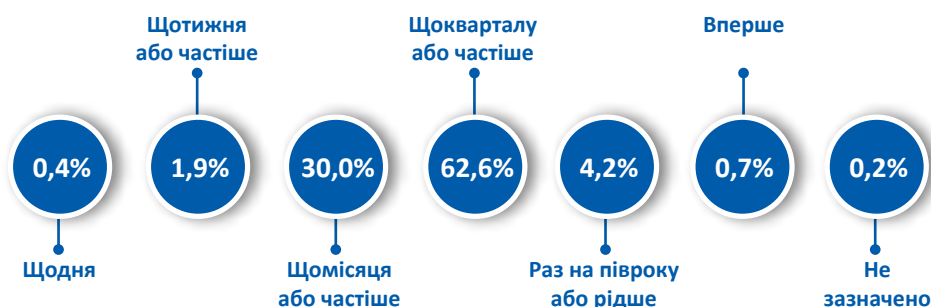 Щотижня
або частіше
Щокварталу
або частіше
Вперше
0,4%
1,9%
30,0%
62,6%
4,2%
0,7%
0,2%
Щодня
Щомісяця
або частіше
Раз на півроку
або рідше
Не
зазначено